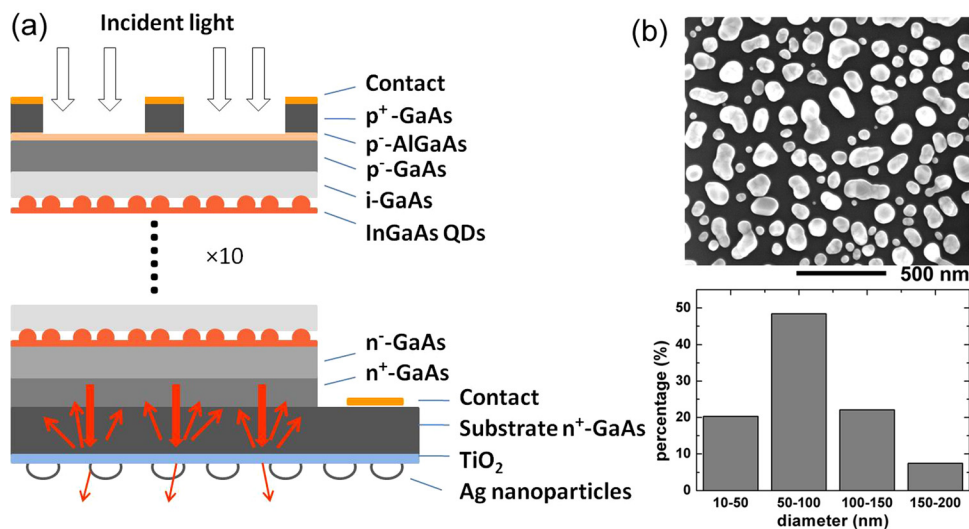 (a)
Incident light
Contact
p⁺-GaAs
p⁻-AlGaAs
p⁻-GaAs
i-GaAs
InGaAs QDs
×10
n⁻-GaAs
n⁺-GaAs
Contact
Substrate n⁺-GaAs
TiO₂
Ag nanoparticles
(b)
500 nm
percentage (%)
50
40
30
20
10
0
10-50 50-100 100-150 150-200
diameter (nm)